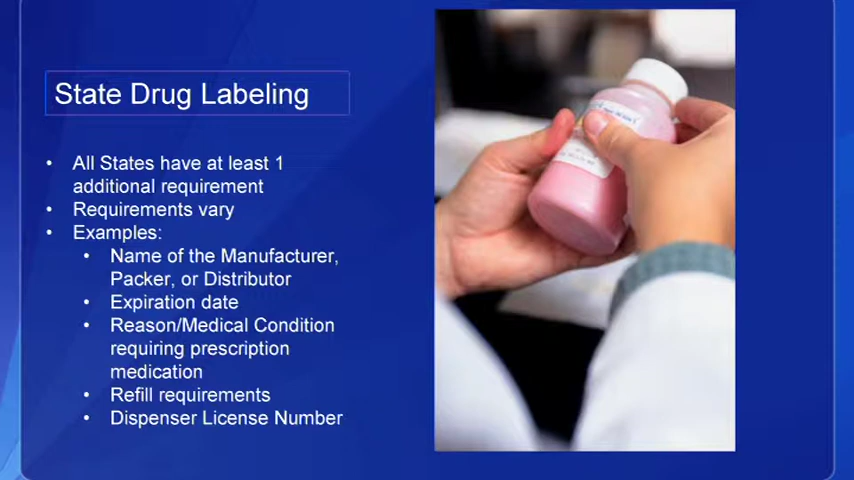 State Drug Labeling
• All States have at least 1
additional requirement
• Requirements vary
• Examples:
• Name of the Manufacturer,
Packer, or Distributor
• Expiration date
• Reason/Medical Condition
requiring prescription
medication
• Refill requirements
• Dispenser License Number